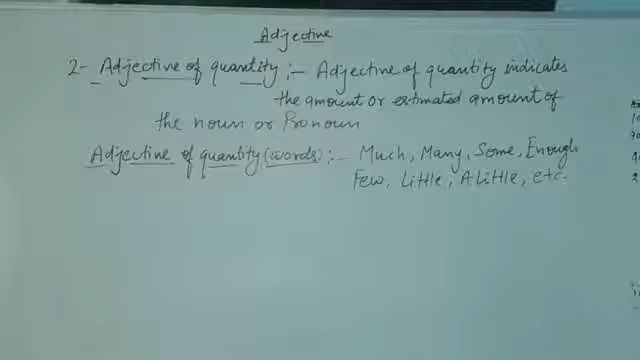 Adjective
2- Adjective of quantity :- Adjective of quantity indicates
the amount or estimated amount of
the noun or Pronoun
Adjective of quantity (words) :- Much, Many, Some, Enough
Few, Little, A Little, etc.